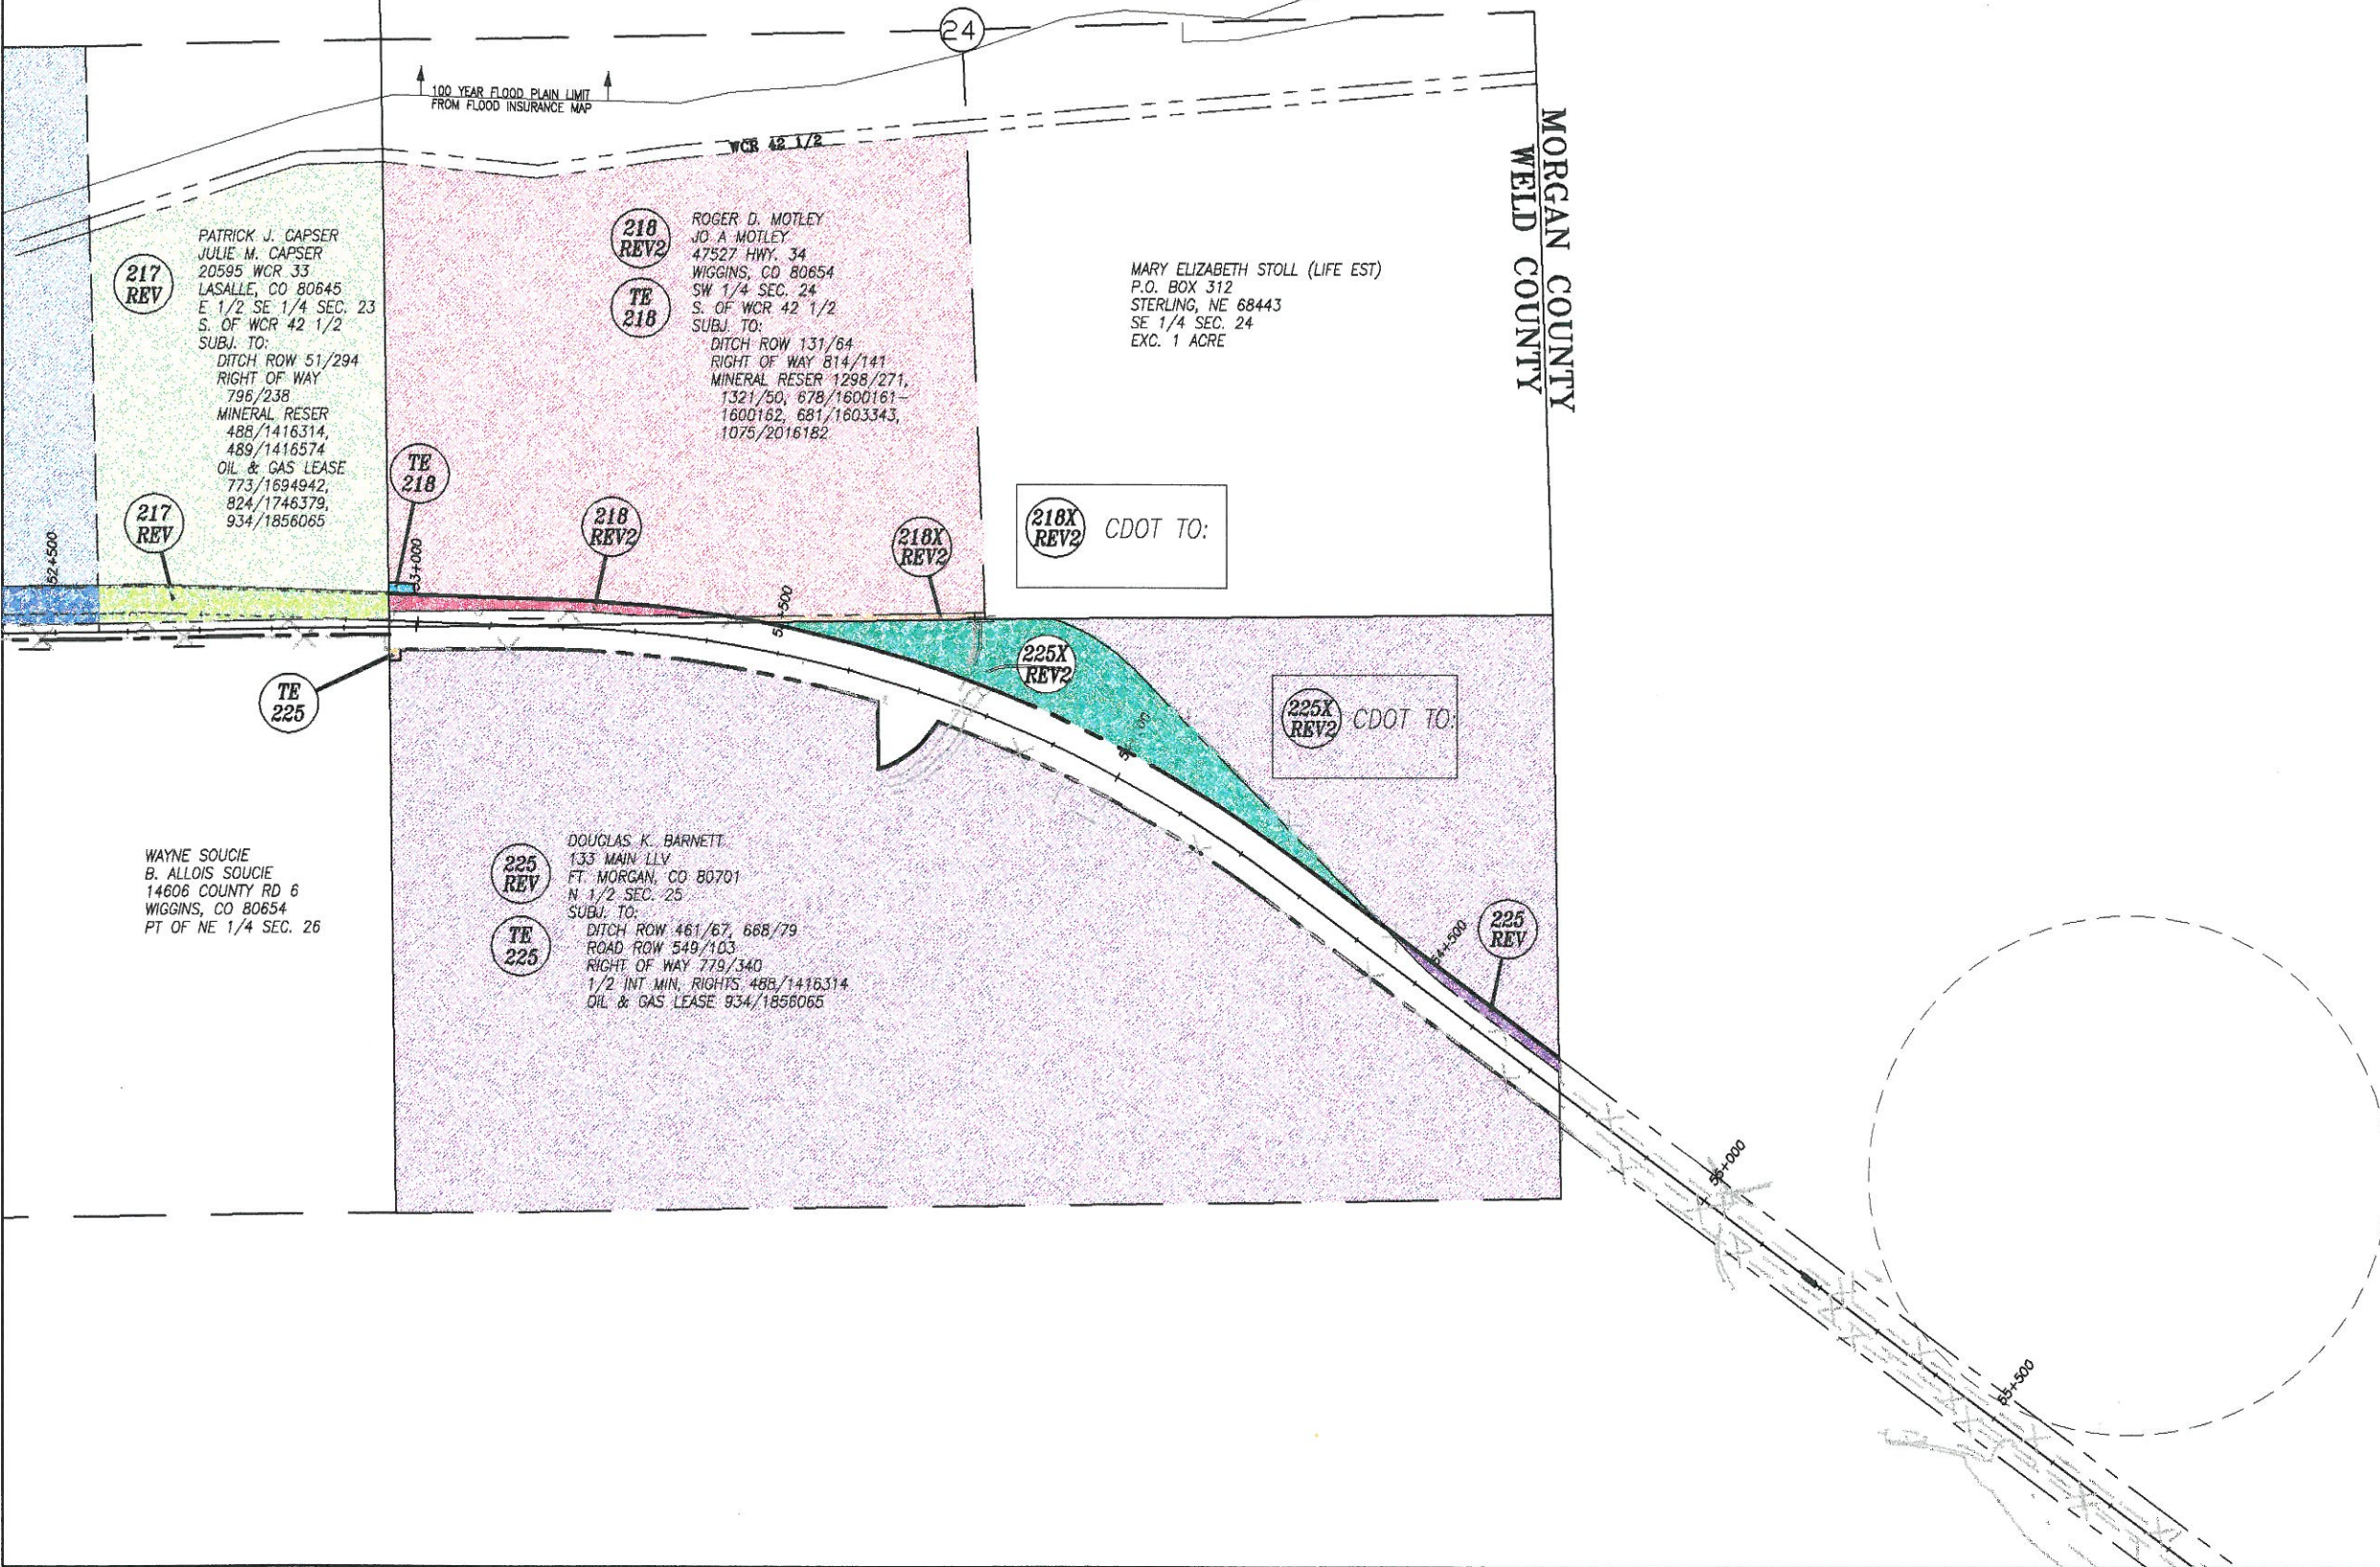 24
100 YEAR FLOOD PLAIN LIMIT
FROM FLOOD INSURANCE MAP
WCR 42 1/2
MORGAN COUNTY
WELD COUNTY
217
REV
PATRICK J. CAPSER
JULIE M. CAPSER
20595 WCR 33
LASALLE, CO 80645
E 1/2 SE 1/4 SEC. 23
S. OF WCR 42 1/2
SUBJ. TO:
DITCH ROW 51/294
RIGHT OF WAY
796/238
MINERAL RESER
488/1416314,
489/1416574
OIL & GAS LEASE
773/1694942,
824/1746379,
934/1856065
218
REV2
TE
218
ROGER D. MOTLEY
JO A MOTLEY
47527 HWY. 34
WIGGINS, CO 80654
SW 1/4 SEC. 24
S. OF WCR 42 1/2
SUBJ. TO:
DITCH ROW 131/64
RIGHT OF WAY 814/141
MINERAL RESER 1298/271,
1321/50, 678/1600161-
1600162, 681/1603343,
1075/2016182
MARY ELIZABETH STOLL (LIFE EST)
P.O. BOX 312
STERLING, NE 68443
SE 1/4 SEC. 24
EXC. 1 ACRE
217
REV
TE
218
218
REV2
218X
REV2
218X
REV2
CDOT TO:
52+500
TE
225
225X
REV2
225X
REV2
CDOT TO:
WAYNE SOUCIE
B. ALLOIS SOUCIE
14606 COUNTY RD 6
WIGGINS, CO 80654
PT OF NE 1/4 SEC. 26
225
REV
TE
225
DOUGLAS K. BARNETT
133 MAIN LLV
FT. MORGAN, CO 80701
N 1/2 SEC. 25
SUBJ. TO:
DITCH ROW 461/67, 668/79
ROAD ROW 549/103
RIGHT OF WAY 779/340
1/2 INT MIN. RIGHTS 488/1416314
OIL & GAS LEASE 934/1856065
225
REV
54+500
55+000
55+500